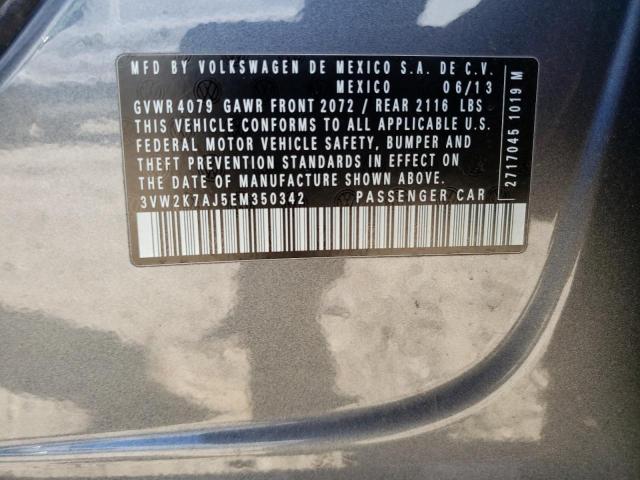 MFD BY VOLKSWAGEN DE MEXICO S.A. DE C.V.
MEXICO 06/13
GVWR 4079 GAWR FRONT 2072 / REAR 2116 LBS
THIS VEHICLE CONFORMS TO ALL APPLICABLE U.S.
FEDERAL MOTOR VEHICLE SAFETY, BUMPER AND
THEFT PREVENTION STANDARDS IN EFFECT ON
THE DATE OF MANUFACTURE SHOWN ABOVE.
3VW2K7AJ5EM350342 PASSENGER CAR
2717045 1019 M